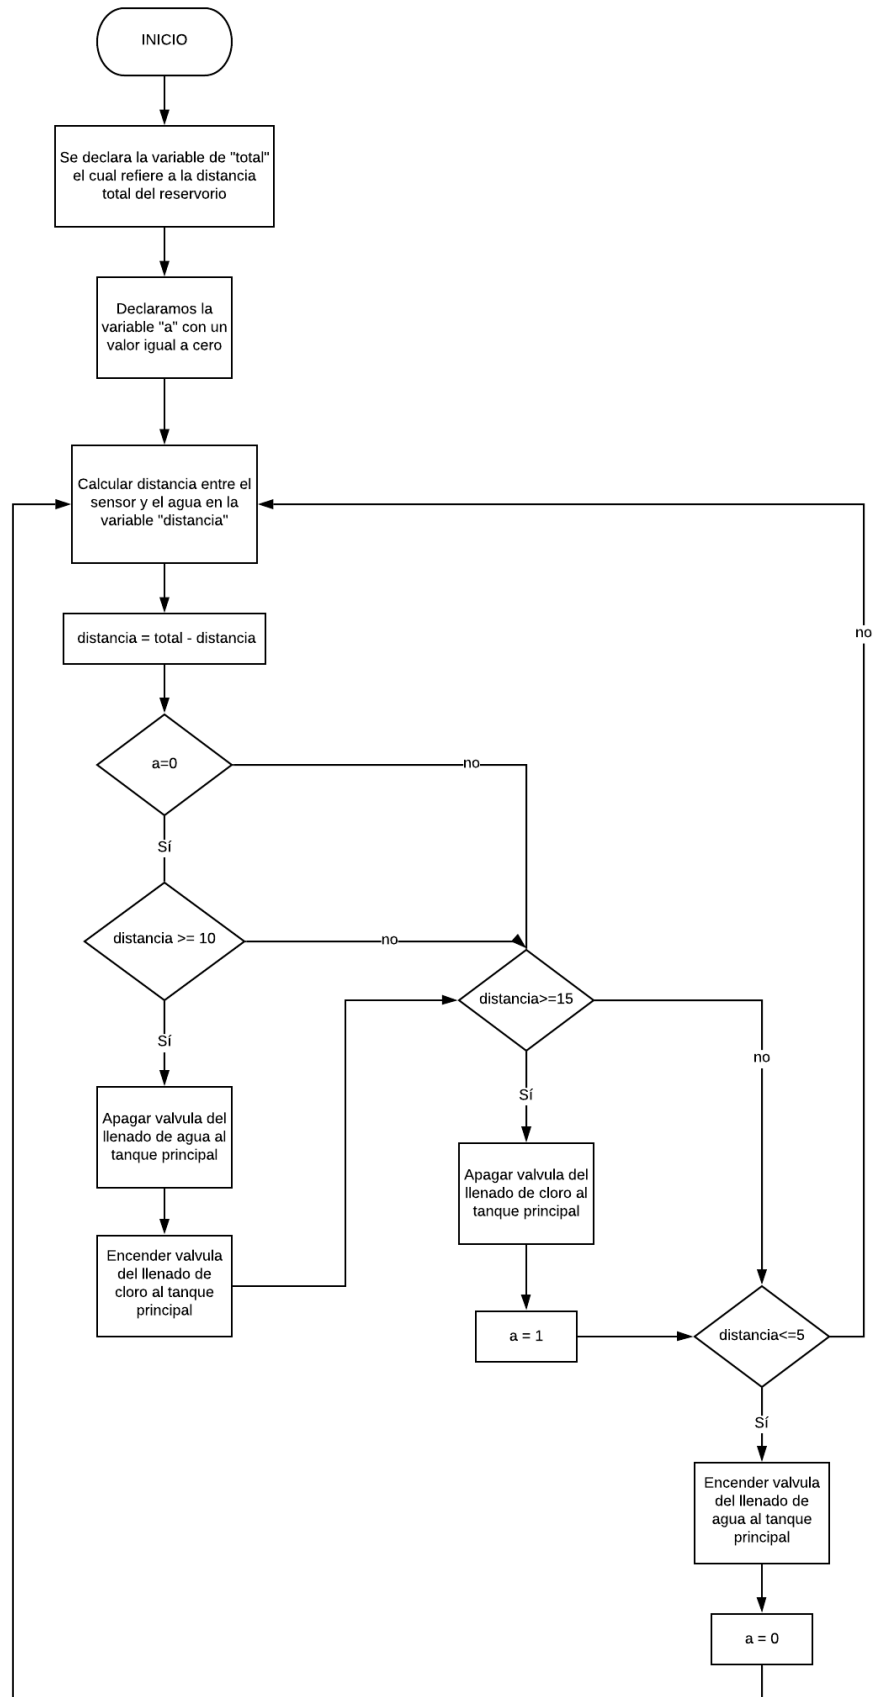 INICIO
Se declara la variable de "total"
el cual refiere a la distancia
total del reservorio
Declaramos la
variable "a" con un
valor igual a cero
Calcular distancia entre el
sensor y el agua en la
variable "distancia"
distancia = total - distancia
no
a=0
no
Sí
distancia >= 10
no
Sí
distancia>=15
no
Sí
Apagar valvula del
llenado de agua al
tanque principal
Encender valvula
del llenado de
cloro al tanque
principal
Apagar valvula del
llenado de cloro al
tanque principal
a = 1
distancia<=5
Sí
Encender valvula
del llenado de
agua al tanque
principal
a = 0